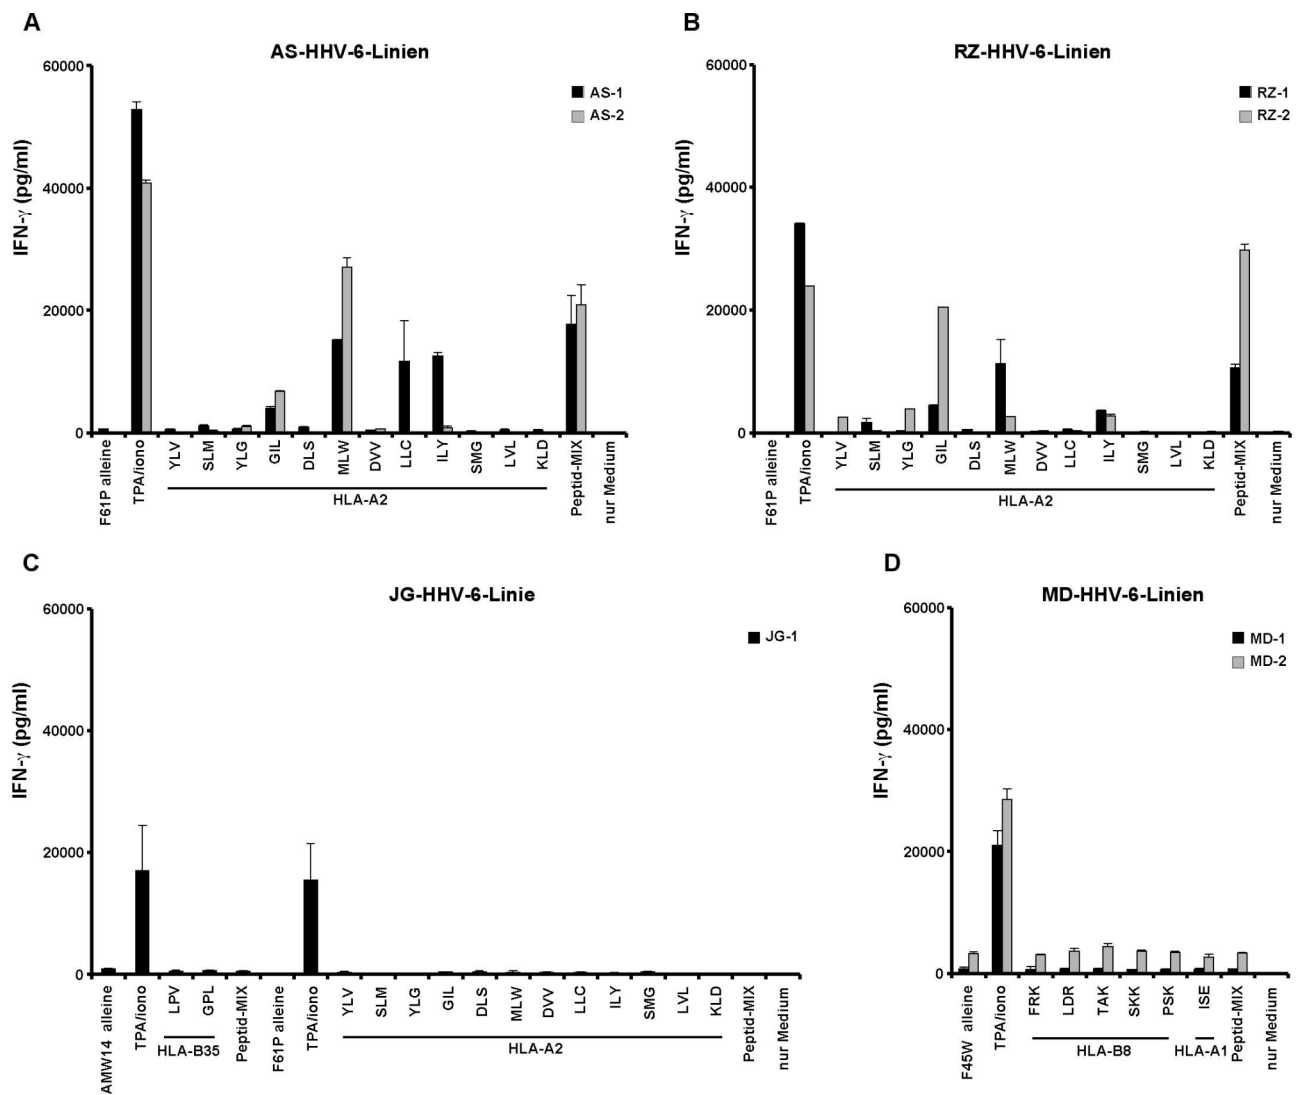 A
AS-HHV-6-Linien
AS-1
AS-2
IFN-γ (pg/ml)
60000
40000
20000
0
F61P alleine
TPA/iono
YLV
SLM
YLG
GIL
DLS
MLW
DVV
LLC
ILY
SMG
LVL
KLD
Peptid-MIX
nur Medium
HLA-A2
B
RZ-HHV-6-Linien
RZ-1
RZ-2
IFN-γ (pg/ml)
60000
40000
20000
0
F61P alleine
TPA/iono
YLV
SLM
YLG
GIL
DLS
MLW
DVV
LLC
ILY
SMG
LVL
KLD
Peptid-MIX
nur Medium
HLA-A2
C
JG-HHV-6-Linie
JG-1
IFN-γ (pg/ml)
60000
40000
20000
0
AMW14 alleine
TPA/iono
LPV
GPL
Peptid-MIX
F61P alleine
TPA/iono
YLV
SLM
YLG
GIL
DLS
MLW
DVV
LLC
ILY
SMG
LVL
KLD
Peptid-MIX
nur Medium
HLA-B35
HLA-A2
D
MD-HHV-6-Linien
MD-1
MD-2
IFN-γ (pg/ml)
60000
40000
20000
0
F45W alleine
TPA/iono
FRK
LDR
TAK
SKK
PSK
ISE
Peptid-MIX
nur Medium
HLA-B8
HLA-A1